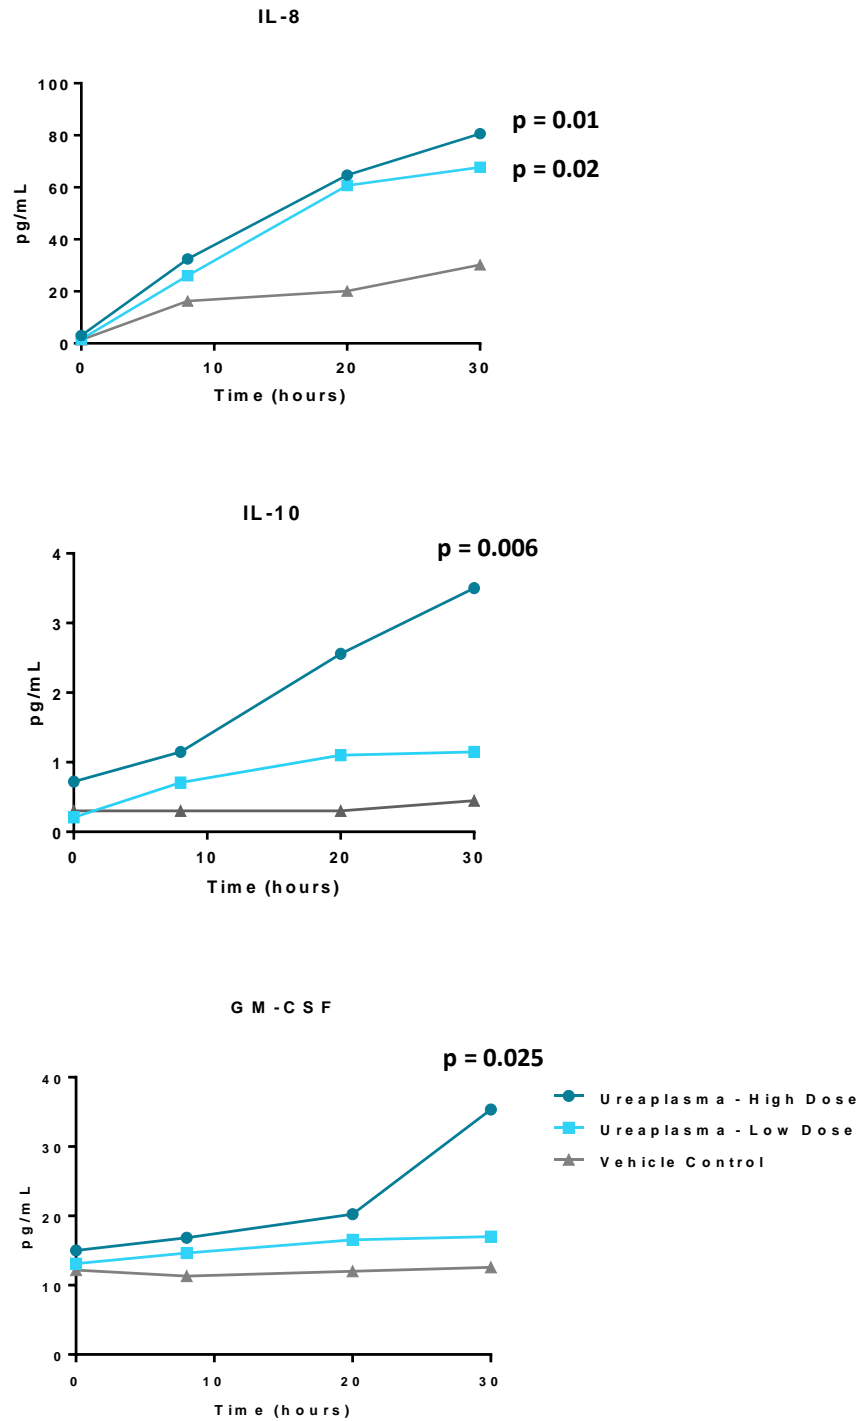 IL-8
100
p = 0.01
80
p = 0.02
60
pg/mL
40
20
0
0 10 20 30
Time (hours)
IL-10
p = 0.006
4
3
pg/mL
2
1
0
0 10 20 30
Time (hours)
GM-CSF
p = 0.025
40
Ureaplasma - High Dose
30
Ureaplasma - Low Dose
Vehicle Control
20
pg/mL
10
0
0 10 20 30
Time (hours)